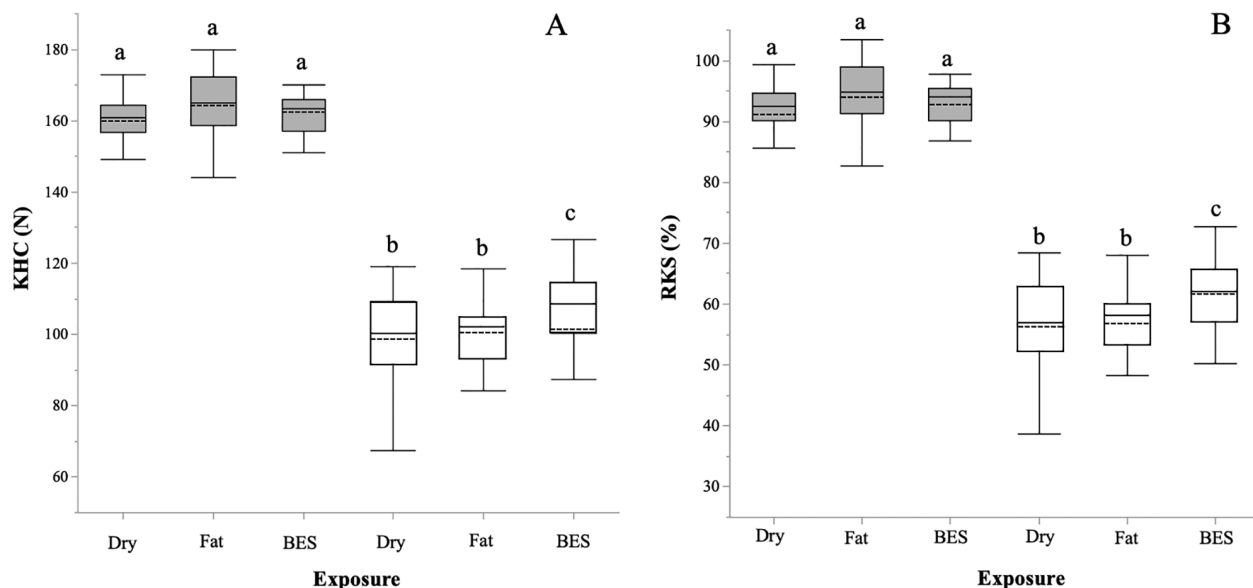 A
a a a
b b c
180
160
140
120
100
80
60
KHC (N)
Dry Fat BES Dry Fat BES
Exposure
B
a a a
b b c
100
90
80
70
60
50
40
30
RKS (%)
Dry Fat BES Dry Fat BES
Exposure